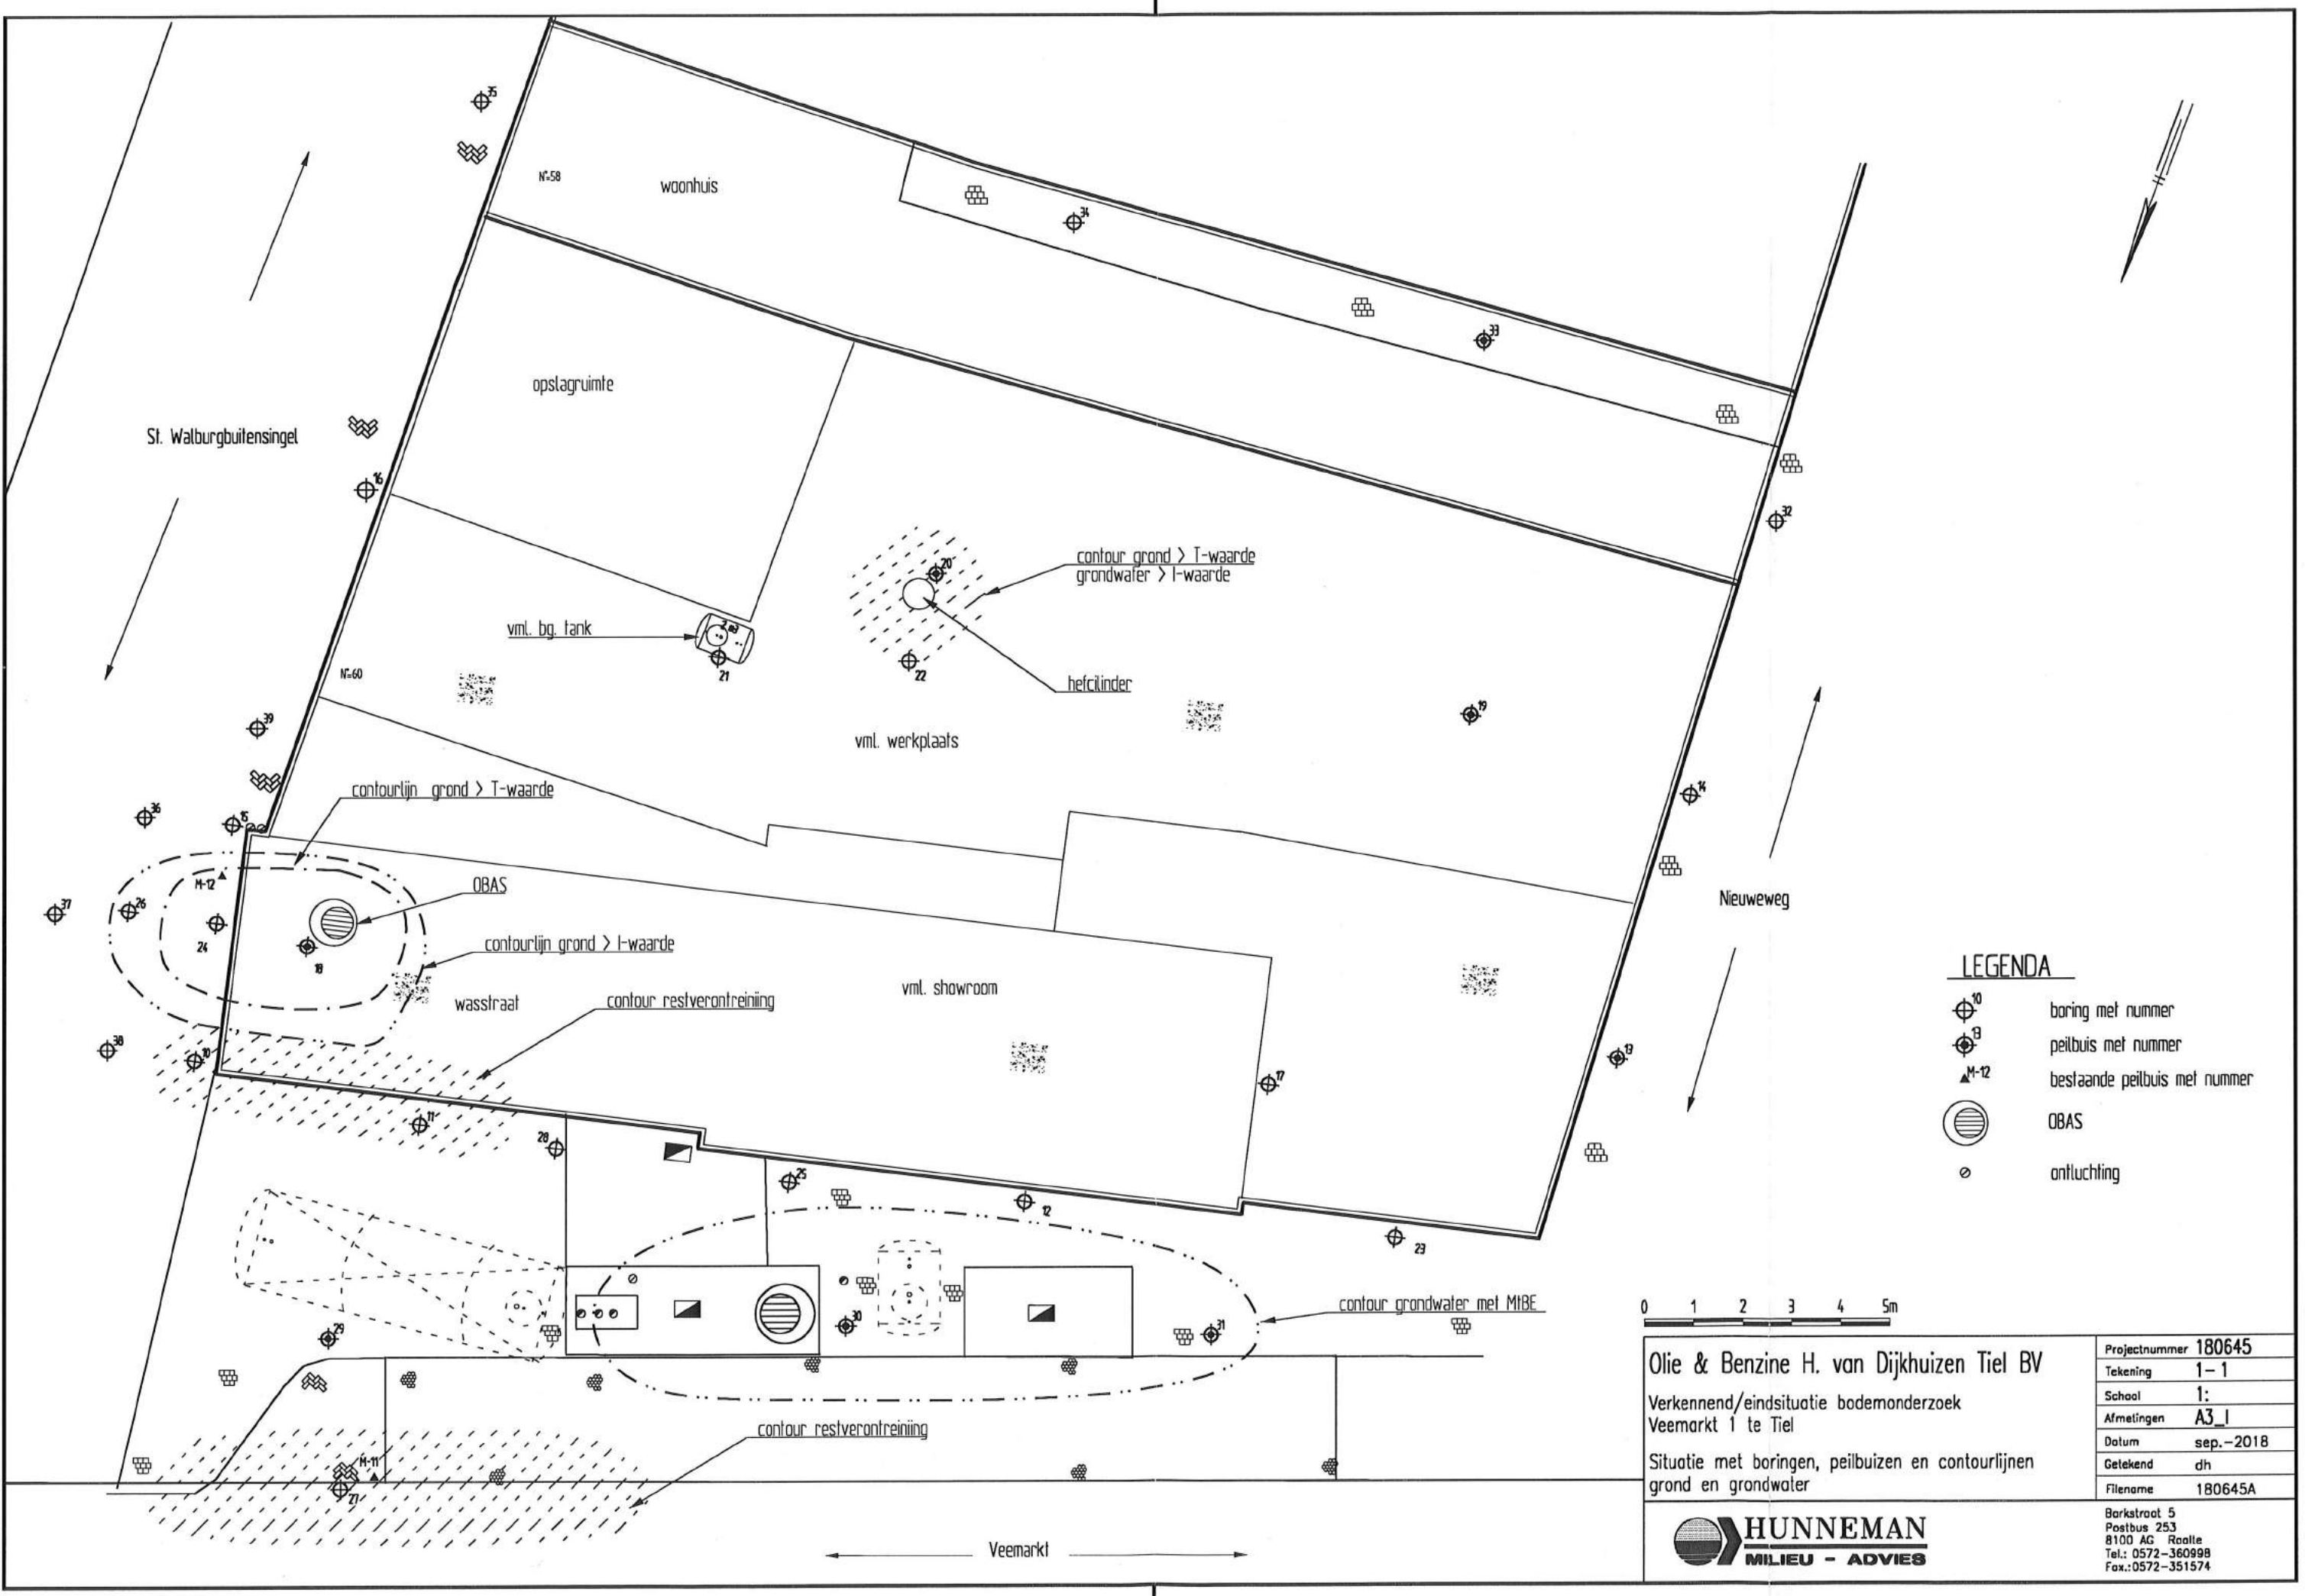 35
N°=58
woonhuis
34
33
opslagruimte
St. Walburgbuitensingel
16
32
20
contour grond > T-waarde
grondwater > I-waarde
vml. bg. tank
21
22
hefcilinder
N°=60
19
39
vml. werkplaats
contourlijn grond > T-waarde
14
36
15
M-12
OBAS
37
26
24
18
Nieuweweg
contourlijn grond > I-waarde
wasstraat
contour restverontreiniing
vml. showroom
38
10
13
17
11
28
25
12
23
29
30
31
contour grondwater met MtBE
contour restverontreiniing
M-11
27
Veemarkt
LEGENDA
10 boring met nummer
13 peilbuis met nummer
M-12 bestaande peilbuis met nummer
OBAS
ontluchting
0 1 2 3 4 5m
Olie & Benzine H. van Dijkhuizen Tiel BV
Verkennend/eindsituatie bodemonderzoek
Veemarkt 1 te Tiel
Situatie met boringen, peilbuizen en contourlijnen
grond en grondwater
Projectnummer 180645
Tekening 1-1
Schaal 1:
Afmetingen A3_l
Datum sep.-2018
Getekend dh
Filename 180645A
HUNNEMAN
MILIEU - ADVIES
Barkstraat 5
Postbus 253
8100 AG Raalte
Tel.: 0572-360998
Fax.:0572-351574